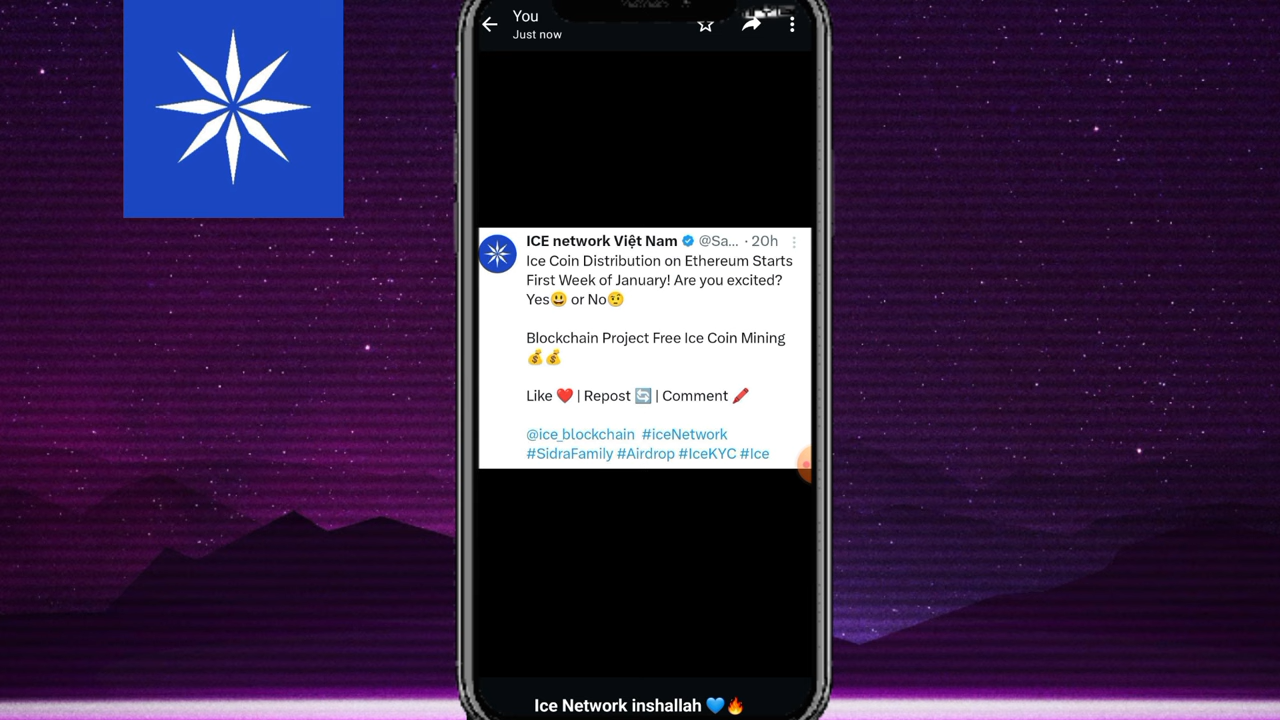 You
Just now
ICE network Việt Nam @Sa... · 20h
Ice Coin Distribution on Ethereum Starts
First Week of January! Are you excited?
Yes😃 or No🤨
Blockchain Project Free Ice Coin Mining
💰💰
Like ❤️ | Repost 🔄 | Comment 🖍️
@ice_blockchain #iceNetwork
#SidraFamily #Airdrop #IceKYC #Ice
Ice Network inshallah 💙🔥